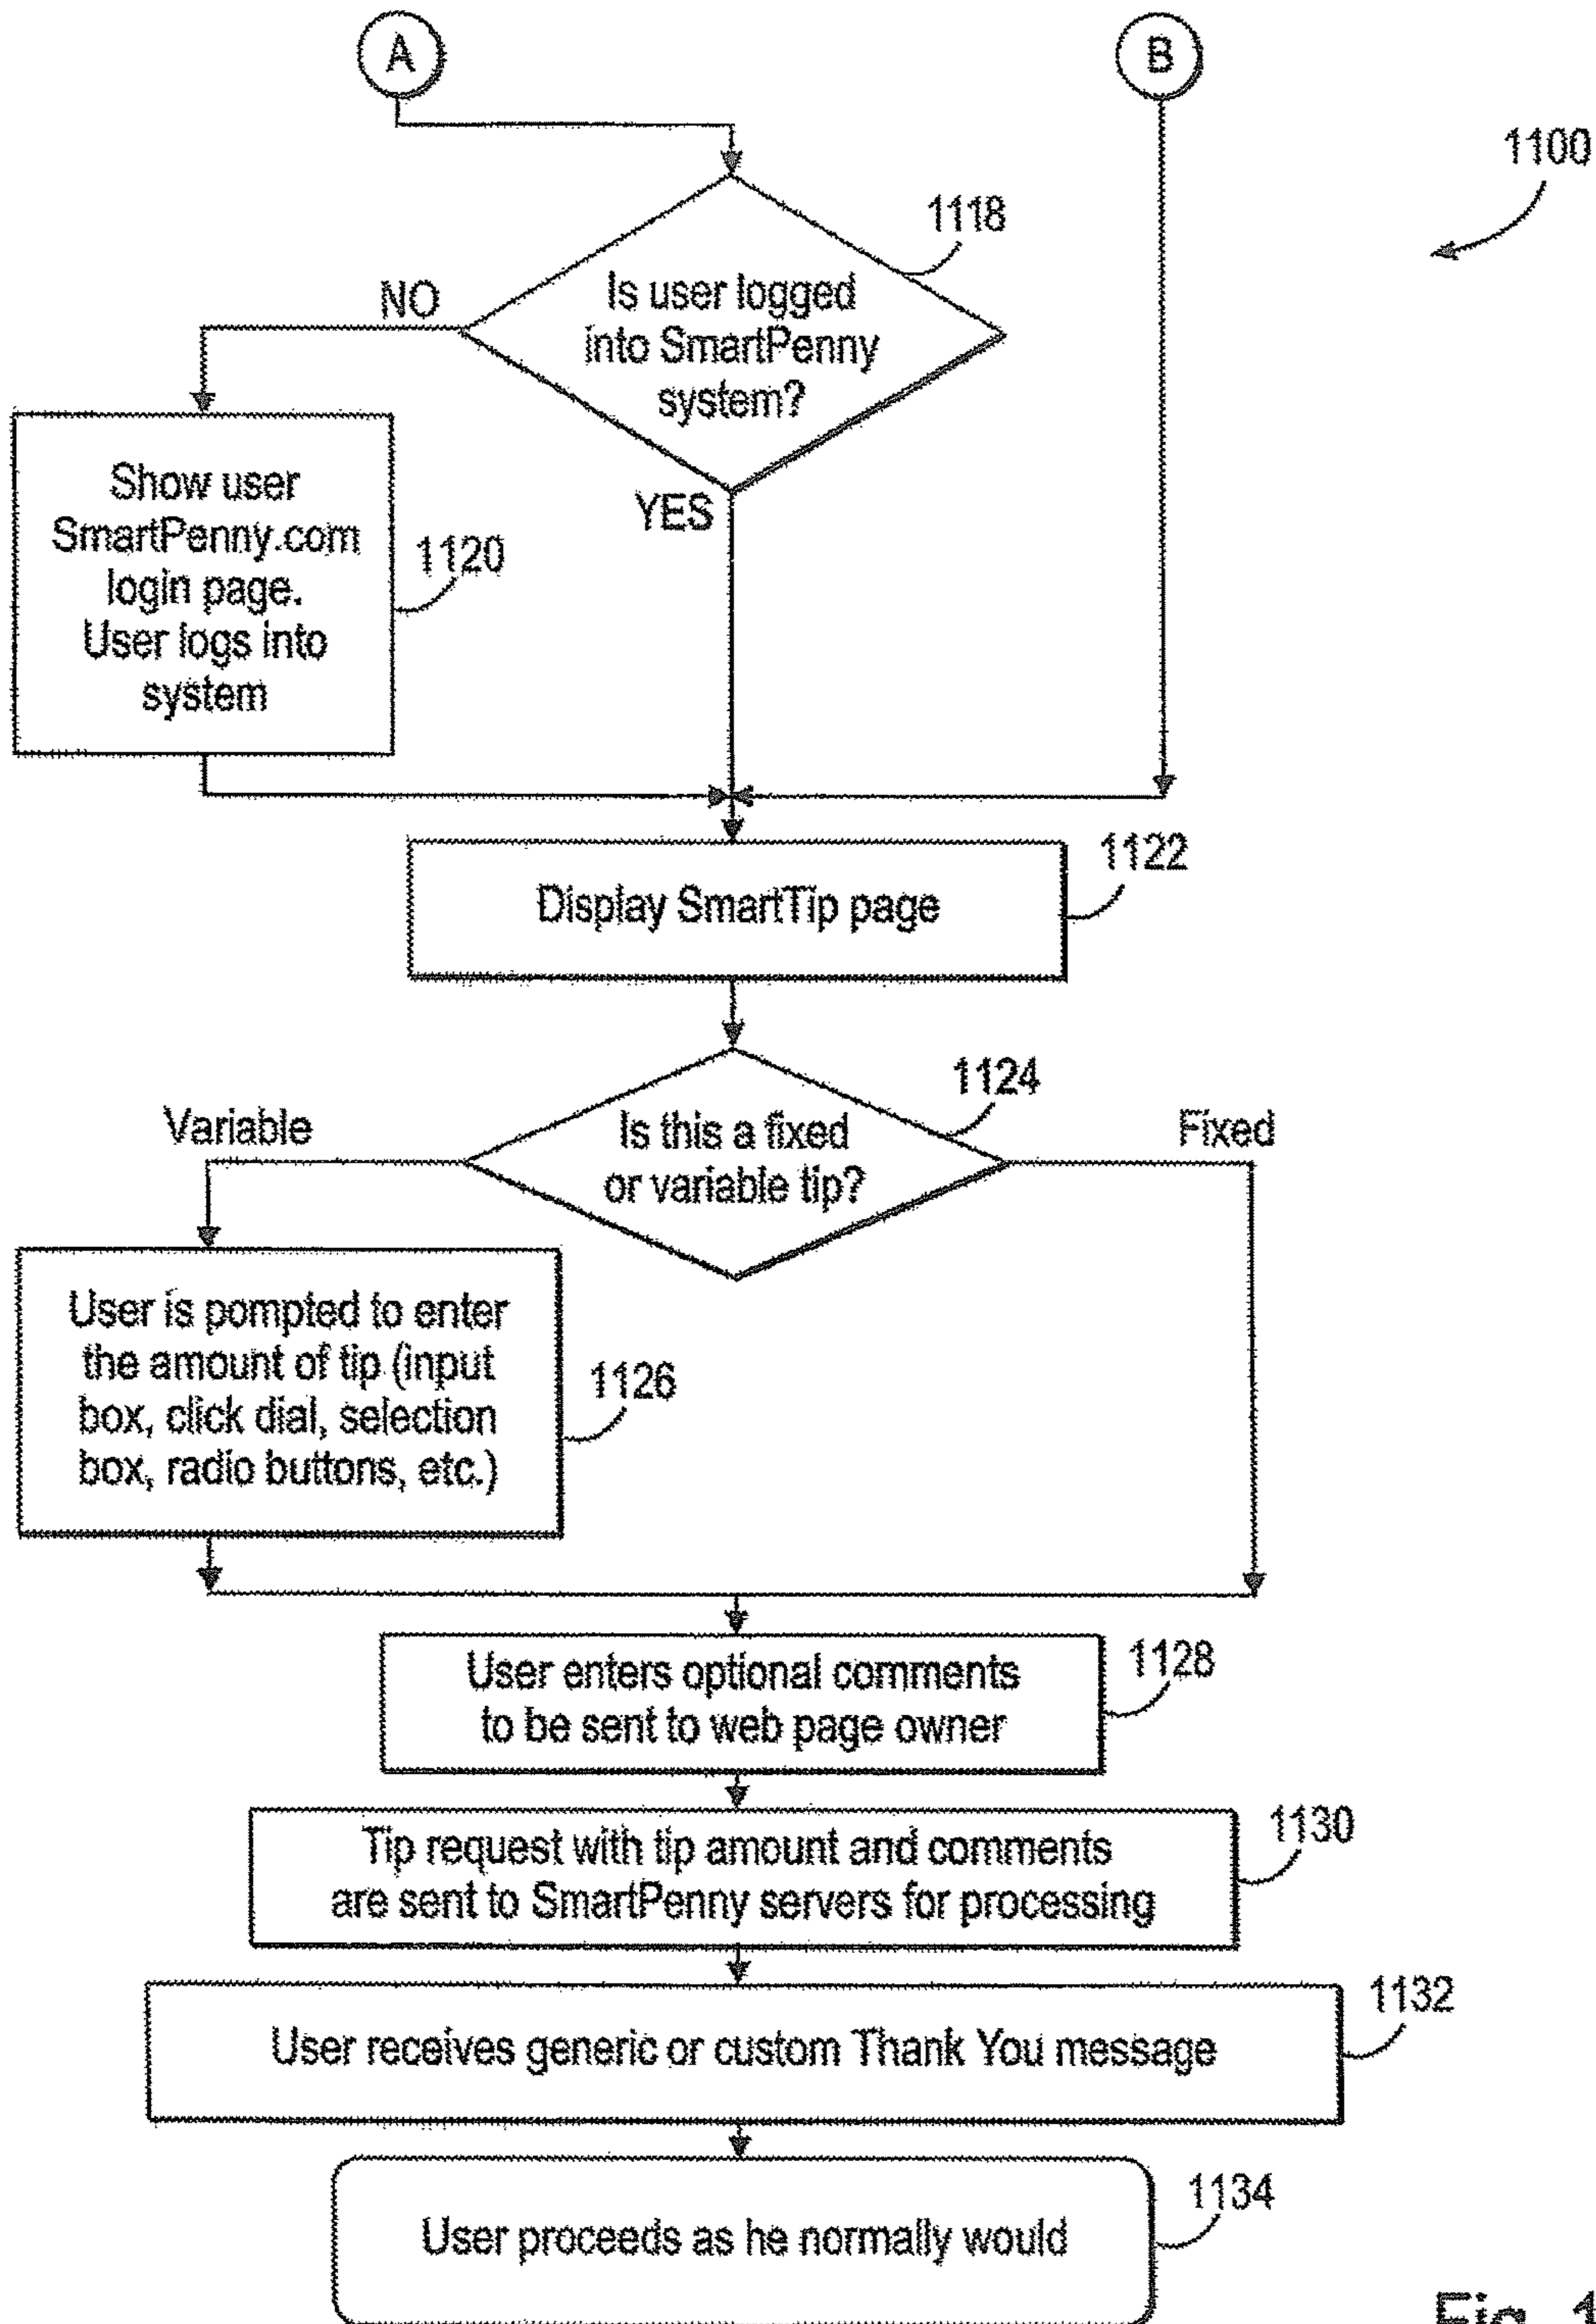 A
B
1100
1118
NO
Is user logged
into SmartPenny
system?
YES
Show user
SmartPenny.com
login page.
User logs into
system
1120
Display SmartTip page
1122
1124
Variable
Is this a fixed
or variable tip?
Fixed
User is pompted to enter
the amount of tip (input
box, click dial, selection
box, radio buttons, etc.)
1126
User enters optional comments
to be sent to web page owner
1128
Tip request with tip amount and comments
are sent to SmartPenny servers for processing
1130
User receives generic or custom Thank You message
1132
User proceeds as he normally would
1134
Fig.